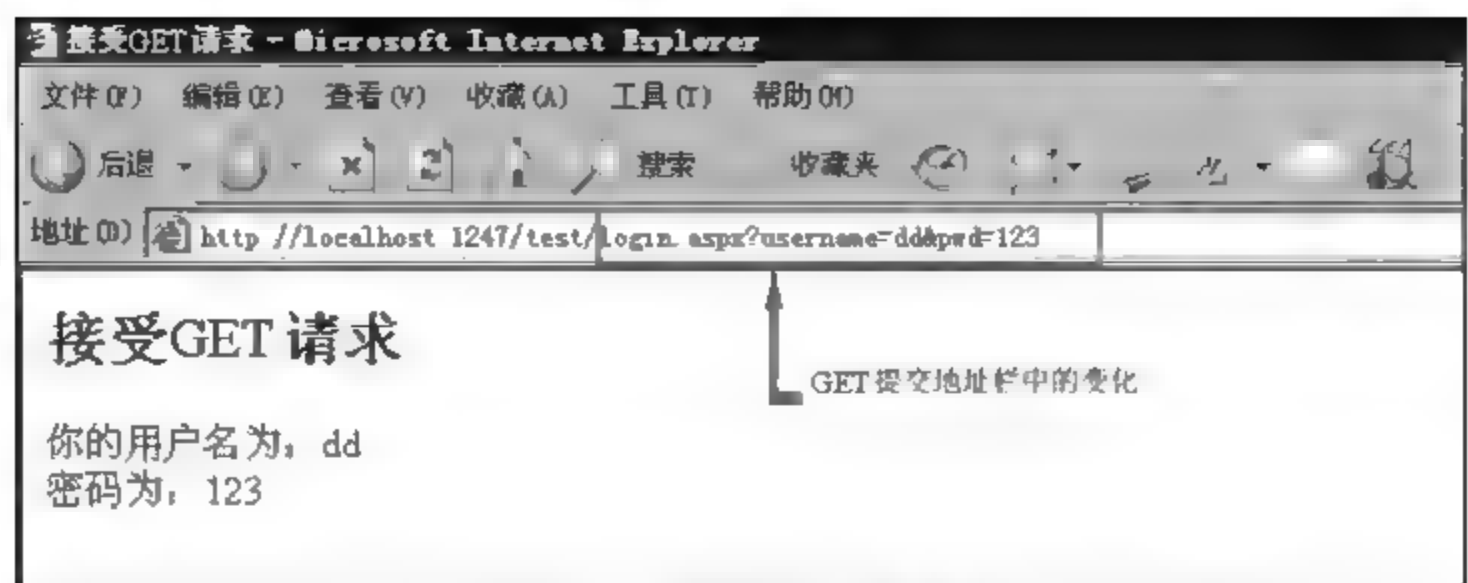 接受GET请求 - Microsoft Internet Explorer
文件(F) 编辑(E) 查看(V) 收藏(A) 工具(T) 帮助(H)
后退 搜索 收藏夹
地址(D) http //localhost 1247/test/login aspx?username=dd&pwd=123
接受GET请求
GET提交地址栏中的变化
你的用户名为：dd
密码为：123